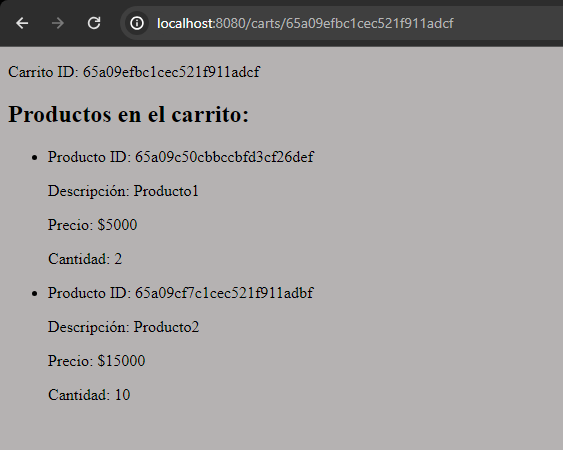 localhost:8080/carts/65a09efbc1cec521f911adcf
Carrito ID: 65a09efbc1cec521f911adcf
Productos en el carrito:
Producto ID: 65a09c50cbbccbfd3cf26def
Descripción: Producto1
Precio: $5000
Cantidad: 2
Producto ID: 65a09cf7c1cec521f911adbf
Descripción: Producto2
Precio: $15000
Cantidad: 10